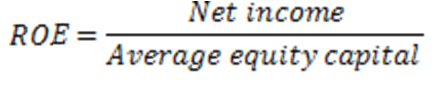 Net income
ROE =
Average equity capital